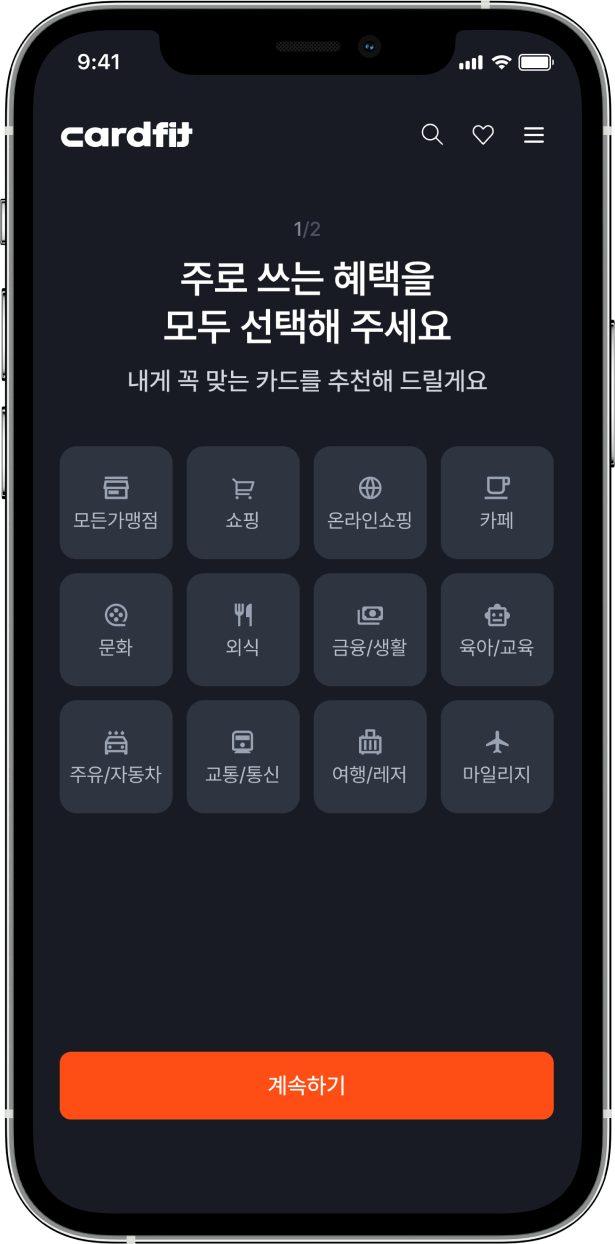 9:41
cardfit
1/2
주로 쓰는 혜택을
모두 선택해 주세요
내게 꼭 맞는 카드를 추천해 드릴게요
모든가맹점
쇼핑
온라인쇼핑
카페
문화
외식
금융/생활
육아/교육
주유/자동차
교통/통신
여행/레저
마일리지
계속하기